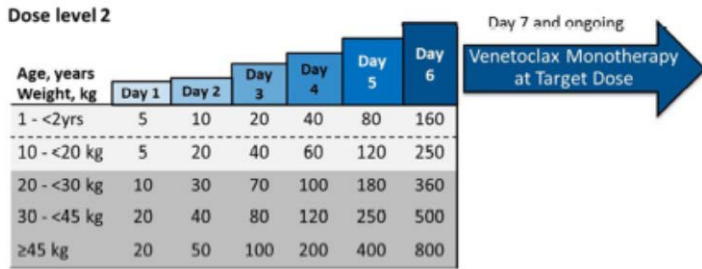 Dose level 2
Day 7 and ongoing
Venetoclax Monotherapy
at Target Dose
Age, years
Weight, kg Day 1 Day 2 Day 3 Day 4 Day 5 Day 6
1 - <2yrs 5 10 20 40 80 160
10 - <20 kg 5 20 40 60 120 250
20 - <30 kg 10 30 70 100 180 360
30 - <45 kg 20 40 80 120 250 500
≥45 kg 20 50 100 200 400 800